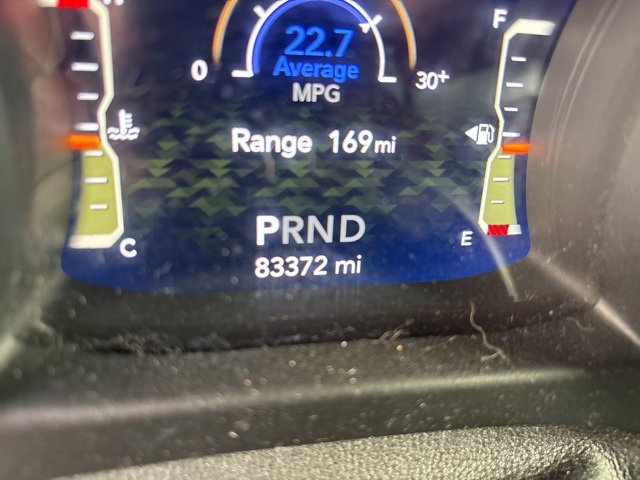 H
F
22.7
Average
0 30+
MPG
Range 169mi
PRND
C
E
83372 mi